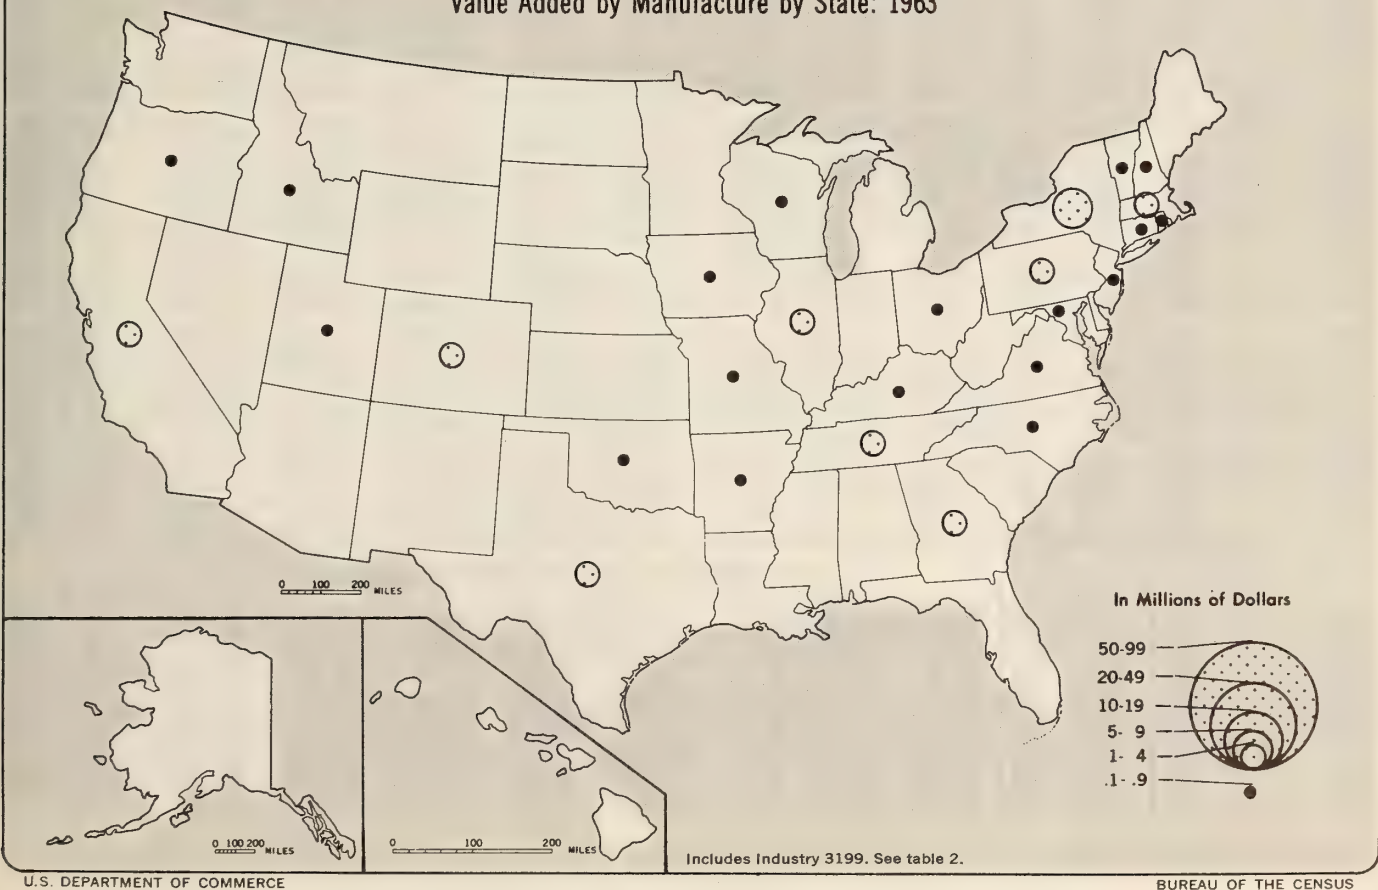 Value Added by Manufacture by State: 1963
0 100 200 MILES
In Millions of Dollars
50-99
20-49
10-19
5- 9
1- 4
.1- .9
0 100 200 MILES
0 100 200 MILES
Includes Industry 3199. See table 2.
U.S. DEPARTMENT OF COMMERCE
BUREAU OF THE CENSUS